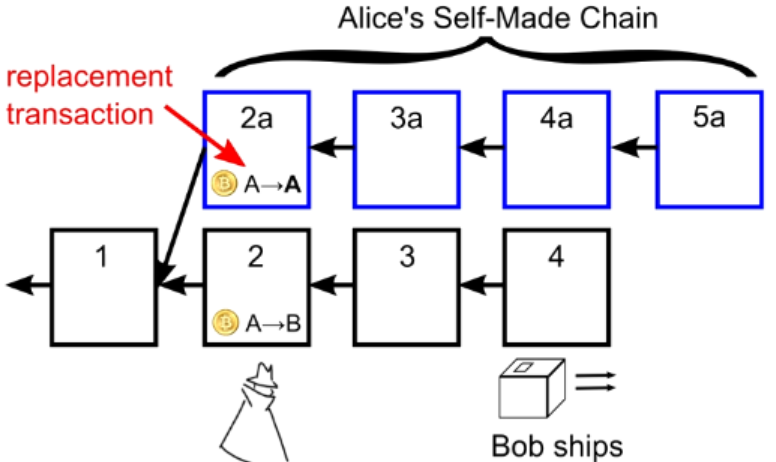 Alice's Self-Made Chain
replacement
transaction
2a
3a
4a
5a
A→A
1
2
3
4
A→B
Bob ships